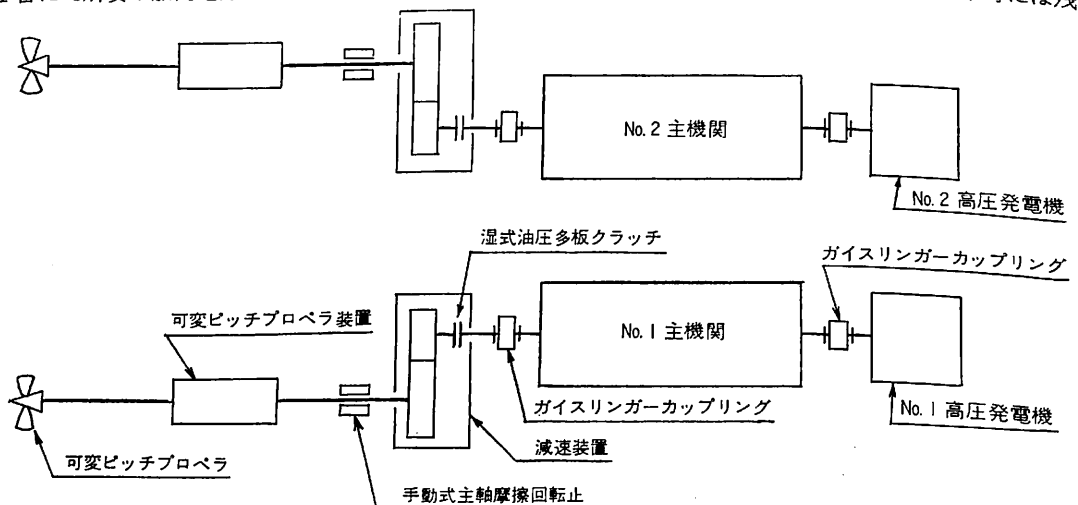 No. 2 主機関
No. 2 高圧発電機
湿式油圧多板クラッチ
ガイスリンガーカップリング
可変ピッチプロペラ装置
No. 1 主機関
ガイスリンガーカップリング
No. 1 高圧発電機
減速装置
可変ピッチプロペラ
手動式主軸摩擦回転止